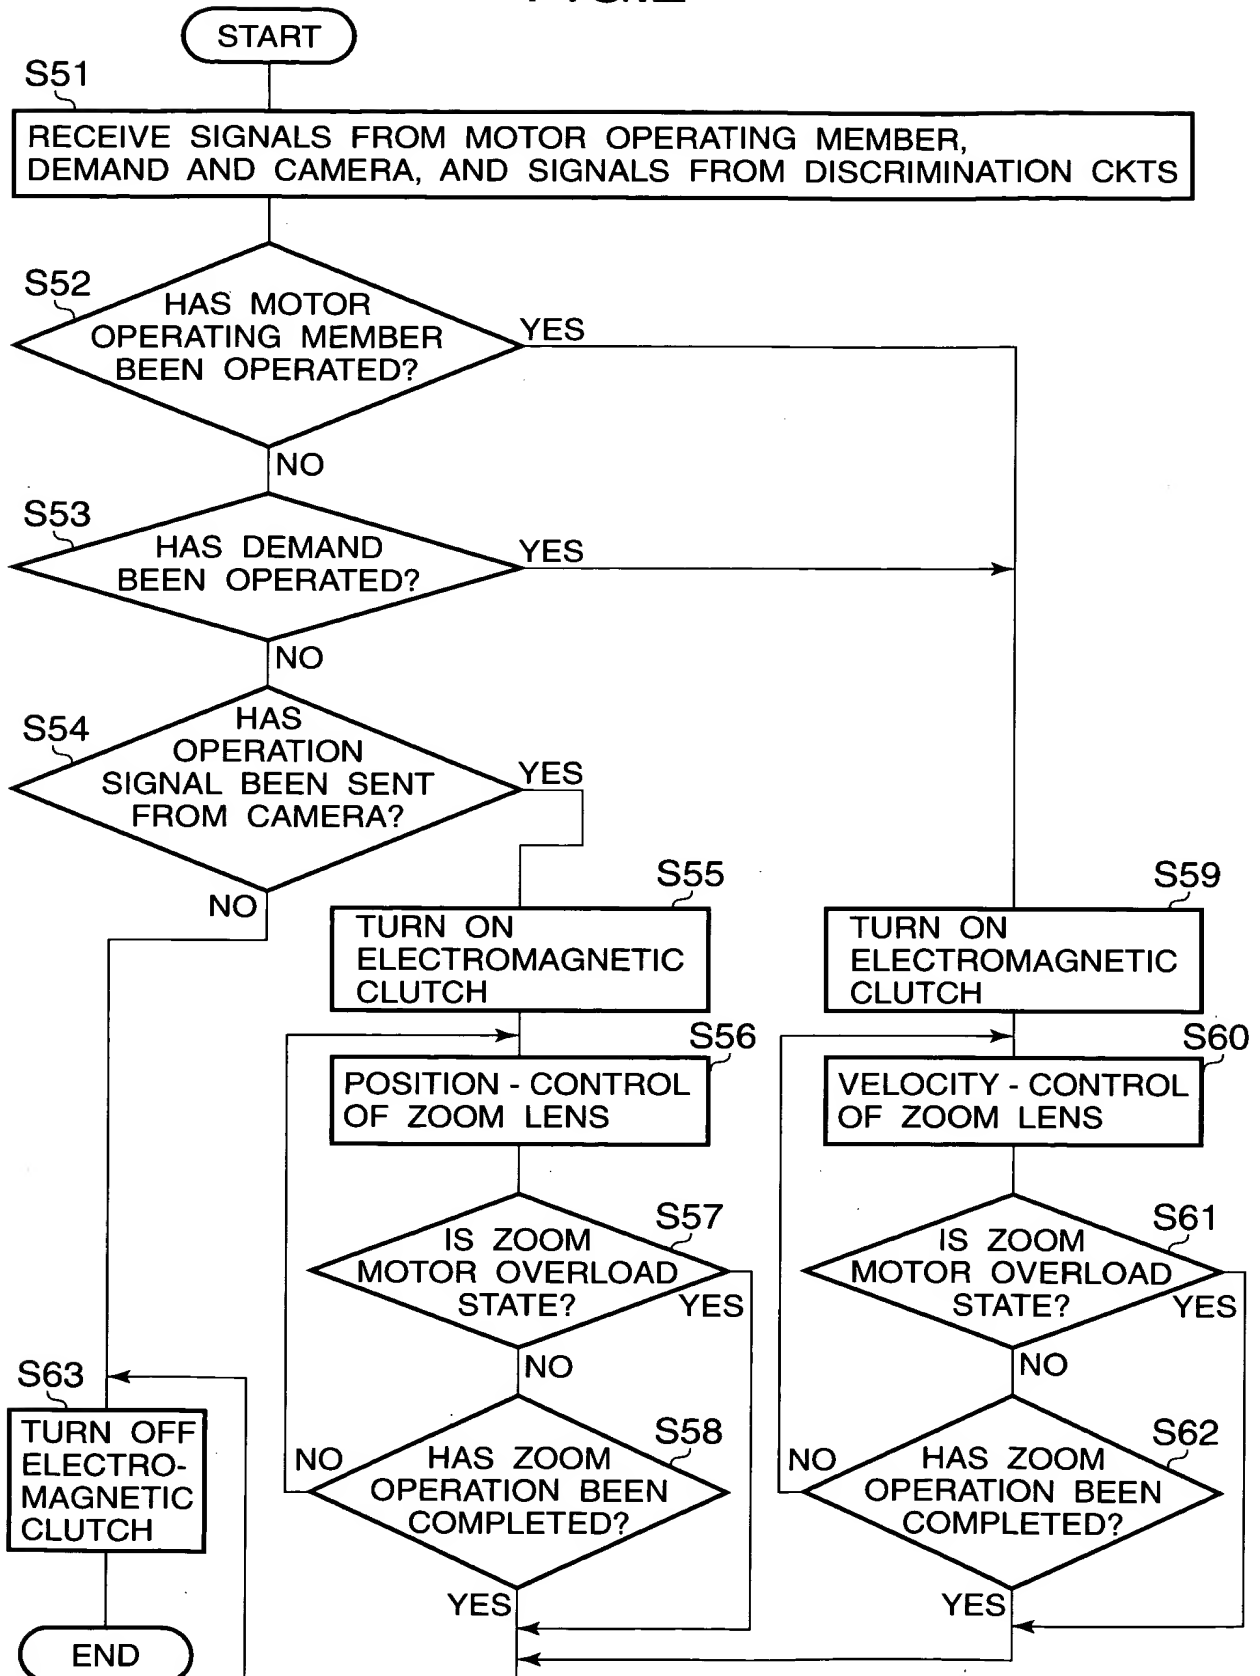 START
S51
RECEIVE SIGNALS FROM MOTOR OPERATING MEMBER,
DEMAND AND CAMERA, AND SIGNALS FROM DISCRIMINATION CKTS
S52
HAS MOTOR
OPERATING MEMBER
BEEN OPERATED?
YES
NO
S53
HAS DEMAND
BEEN OPERATED?
YES
NO
S54
HAS
OPERATION
SIGNAL BEEN SENT
FROM CAMERA?
YES
NO
S55
TURN ON
ELECTROMAGNETIC
CLUTCH
S59
TURN ON
ELECTROMAGNETIC
CLUTCH
S56
POSITION - CONTROL
OF ZOOM LENS
S60
VELOCITY - CONTROL
OF ZOOM LENS
S57
IS ZOOM
MOTOR OVERLOAD
STATE?
YES
NO
S61
IS ZOOM
MOTOR OVERLOAD
STATE?
YES
NO
S63
TURN OFF
ELECTRO-
MAGNETIC
CLUTCH
S58
HAS ZOOM
OPERATION BEEN
COMPLETED?
NO
YES
S62
HAS ZOOM
OPERATION BEEN
COMPLETED?
NO
YES
END